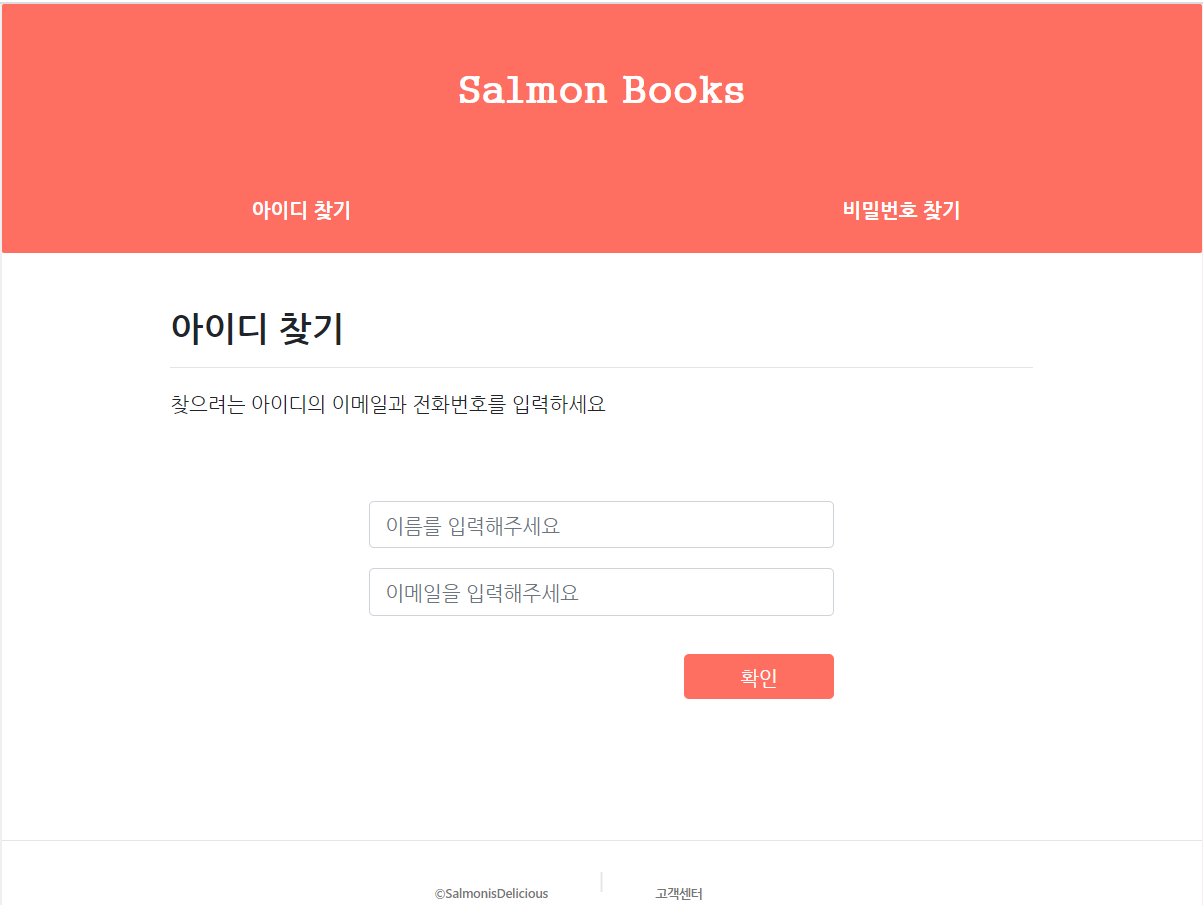 Salmon Books
아이디 찾기 비밀번호 찾기
아이디 찾기
찾으려는 아이디의 이메일과 전화번호를 입력하세요
이름를 입력해주세요
이메일을 입력해주세요
확인
©SalmonisDelicious 고객센터